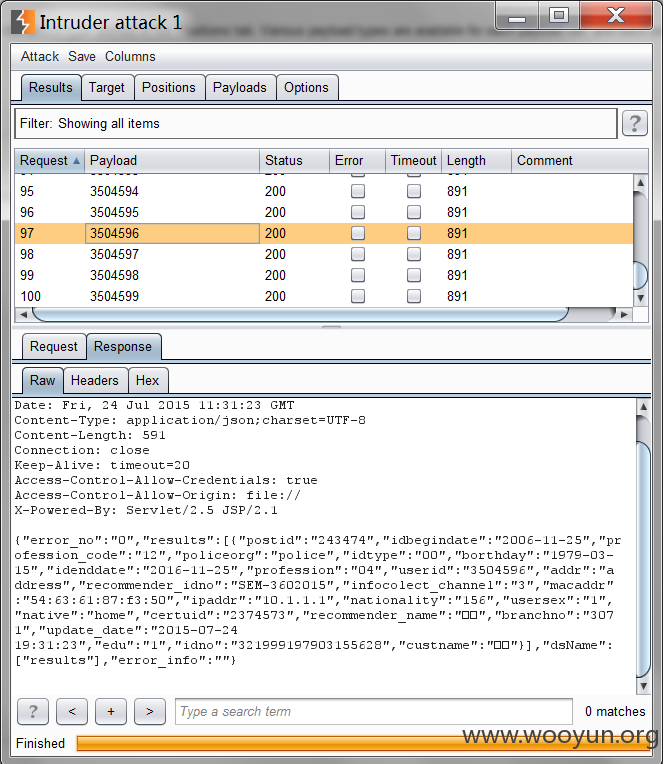 Intruder attack 1
Attack Save Columns
Results Target Positions Payloads Options
Filter: Showing all items ?
Request Payload Status Error Timeout Length Comment
95 3504594 200 891
96 3504595 200 891
97 3504596 200 891
98 3504597 200 891
99 3504598 200 891
100 3504599 200 891
Request Response
Raw Headers Hex
Date: Fri, 24 Jul 2015 11:31:23 GMT
Content-Type: application/json;charset=UTF-8
Content-Length: 591
Connection: close
Keep-Alive: timeout=20
Access-Control-Allow-Credentials: true
Access-Control-Allow-Origin: file://
X-Powered-By: Servlet/2.5 JSP/2.1
{"error_no":"0","results":[{"postid":"243474","idbegindate":"2006-11-25","pr
ofession_code":"12","policeorg":"police","idtype":"00","borthday":"1979-03-
15","idenddate":"2016-11-25","profession":"04","userid":"3504596","addr":"a
ddress","recommender_idno":"SEM-3602015","infocolect_channel":"3","macaddr"
:"54:63:61:87:f3:50","ipaddr":"10.1.1.1","nationality":"156","usersex":"1",
"native":"home","certuid":"2374573","recommender_name":"□□","branchno":"307
1","update_date":"2015-07-24
19:31:23","edu":"1","idno":"321999197903155628","custname":"□□"}],"dsName":
["results"],"error_info":""}
? < + > Type a search term 0 matches
Finished
www.wooyun.org